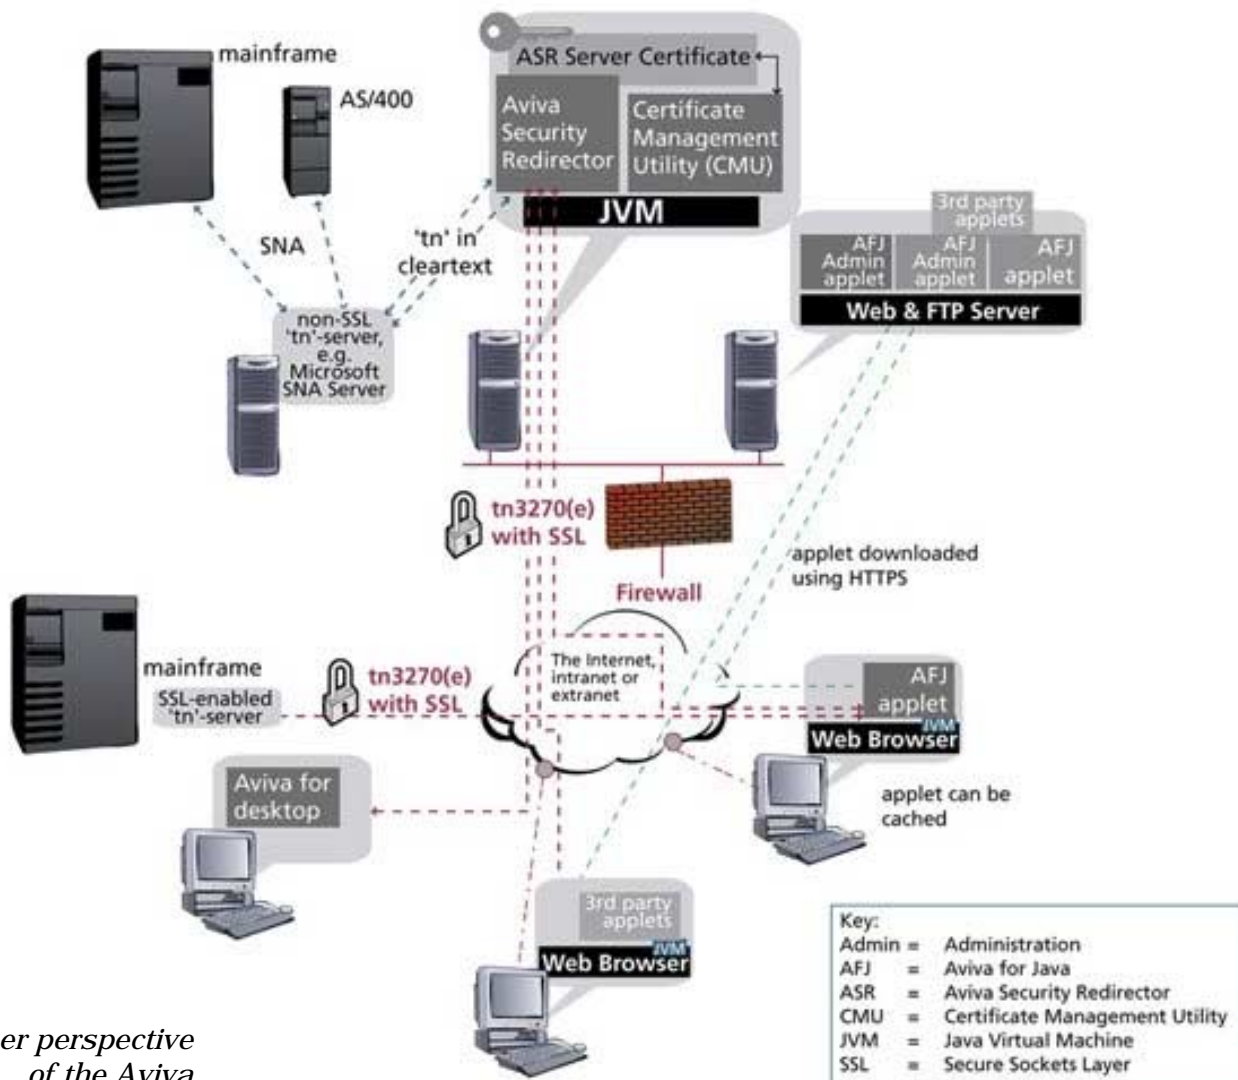 mainframe
AS/400
ASR Server Certificate
Aviva
Security
Redirector
Certificate
Management
Utility (CMU)
JVM
SNA
'tn' in
cleartext
3rd party
applets
AFJ
Admin
applet
AFJ
Admin
applet
AFJ
applet
Web & FTP Server
non-SSL
'tn'-server,
e.g.
Microsoft
SNA Server
tn3270(e)
with SSL
Firewall
applet downloaded
using HTTPS
mainframe
SSL-enabled
'tn'-server
tn3270(e)
with SSL
The Internet,
intranet or
extranet
AFJ
applet
JVM
Web Browser
applet can be
cached
Aviva for
desktop
3rd party
applets
JVM
Web Browser
Key:
Admin = Administration
AFJ = Aviva for Java
ASR = Aviva Security Redirector
CMU = Certificate Management Utility
JVM = Java Virtual Machine
SSL = Secure Sockets Layer
er perspective
of the Aviva